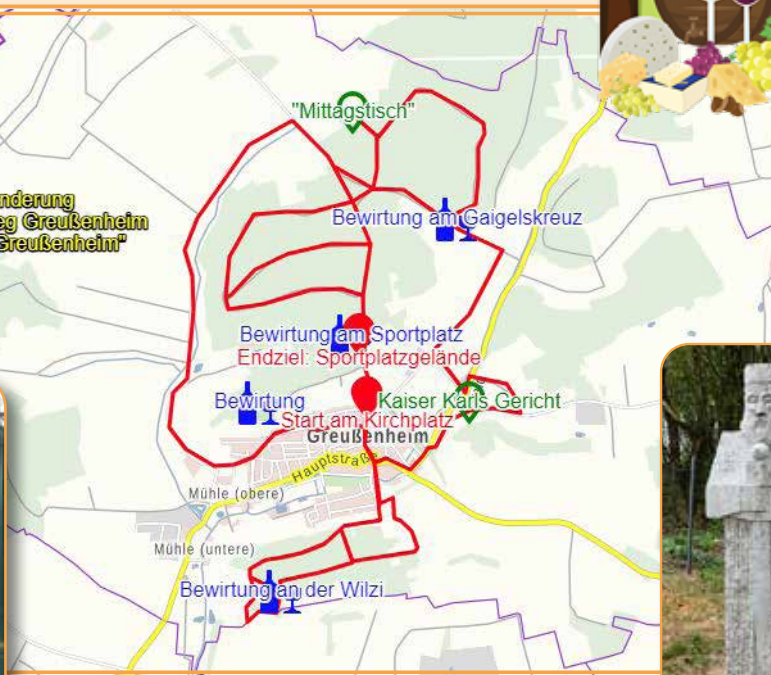 "Mittagstisch"
nderung
eg Greußenheim
Greußenheim"
Bewirtung am Gaigelskreuz
Bewirtung am Sportplatz
Endziel: Sportplatzgelände
Bewirtung
Kaiser Karls Gericht
Start am Kirchplatz
Greußenheim
Hauptstraße
Mühle (obere)
Mühle (untere)
Bewirtung an der Wilzi